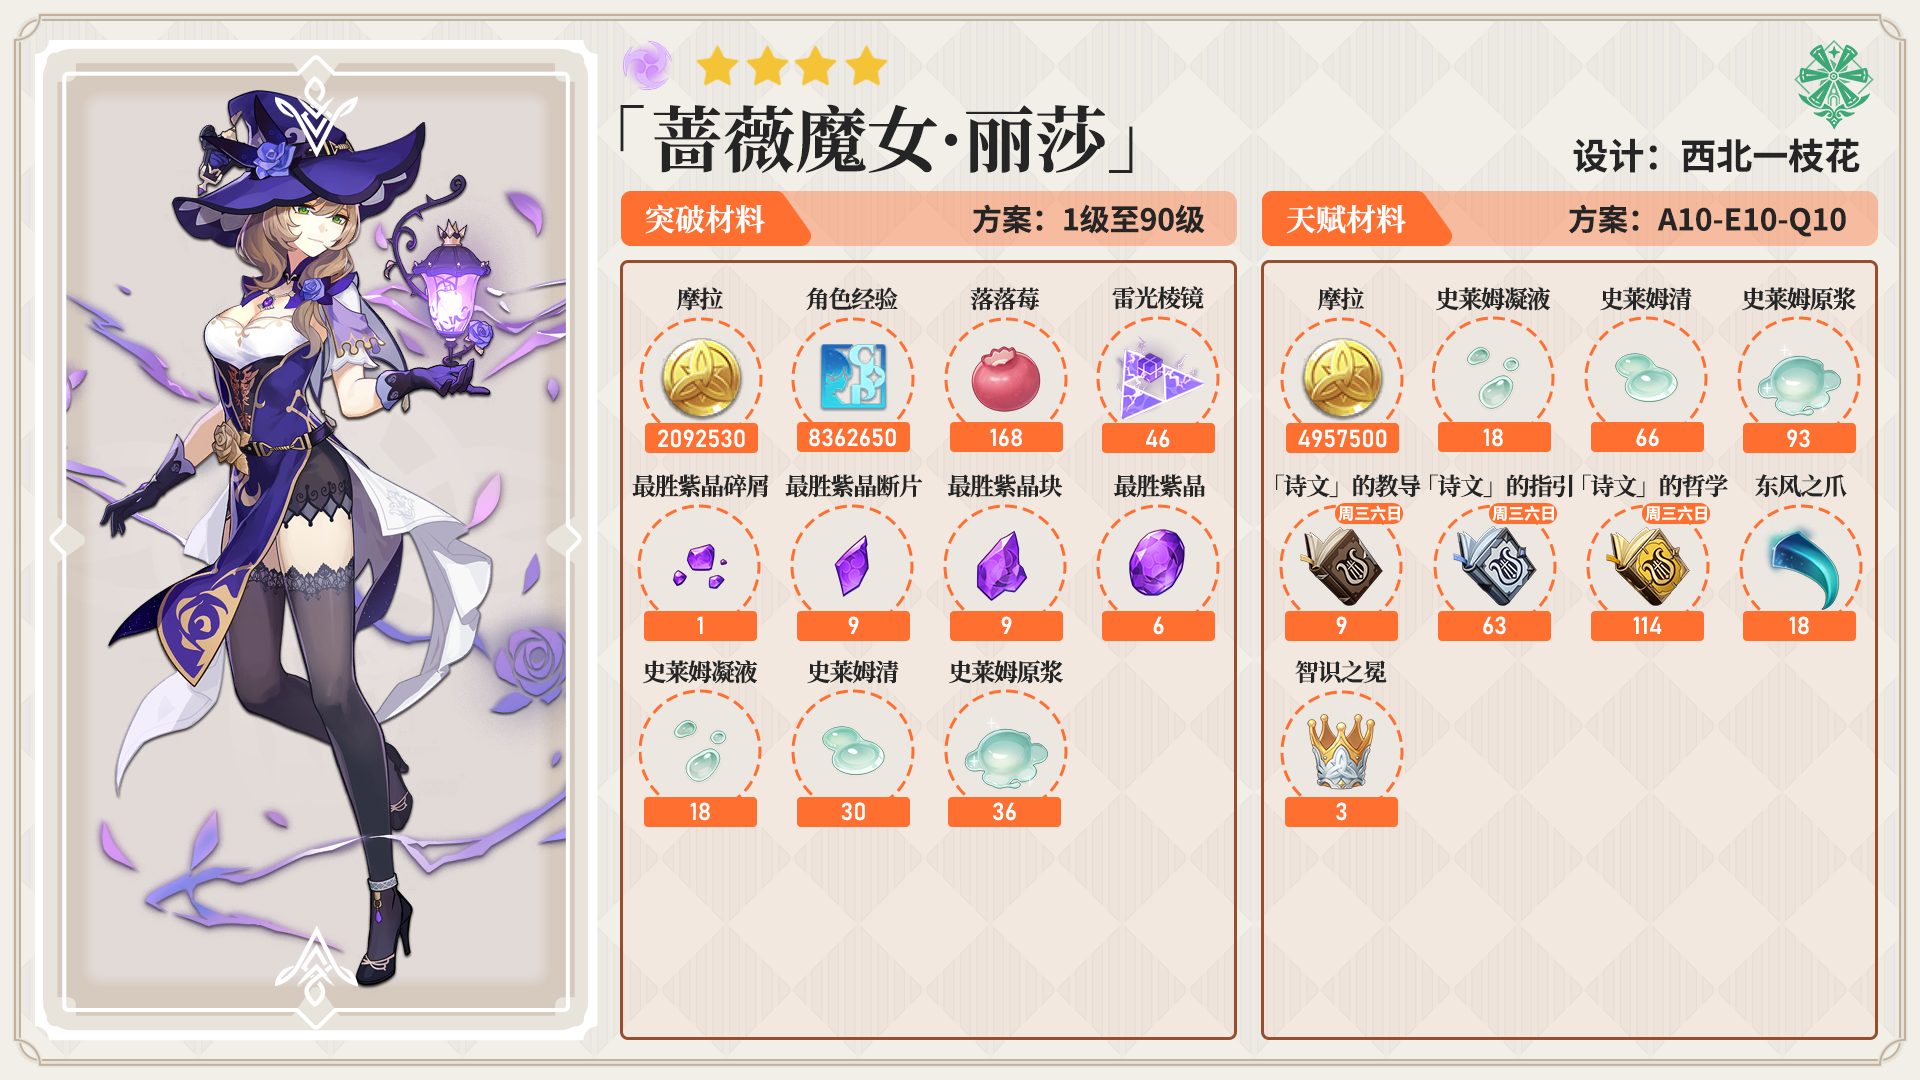 「蔷薇魔女·丽莎」
设计：西北一枝花
突破材料
方案：1级至90级
摩拉
角色经验
落落莓
雷光棱镜
2092530
8362650
168
46
最胜紫晶碎屑
最胜紫晶断片
最胜紫晶块
最胜紫晶
1
9
9
6
史莱姆凝液
史莱姆清
史莱姆原浆
18
30
36
天赋材料
方案：A10-E10-Q10
摩拉
史莱姆凝液
史莱姆清
史莱姆原浆
4957500
18
66
93
「诗文」的教导
「诗文」的指引
「诗文」的哲学
东风之爪
周三六日
周三六日
周三六日
9
63
114
18
智识之冕
3